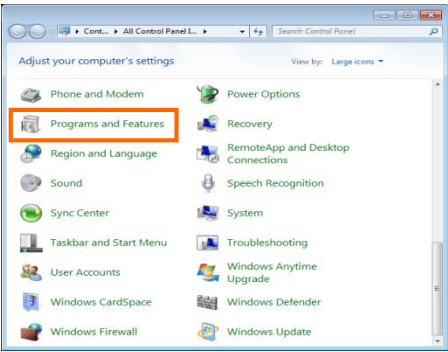 Cont... All Control Panel I... Search Control Panel
Adjust your computer's settings View by: Large icons
Phone and Modem Power Options
Programs and Features Recovery
Region and Language RemoteApp and Desktop
Connections
Sound Speech Recognition
Sync Center System
Taskbar and Start Menu Troubleshooting
User Accounts Windows Anytime
Upgrade
Windows CardSpace Windows Defender
Windows Firewall Windows Update